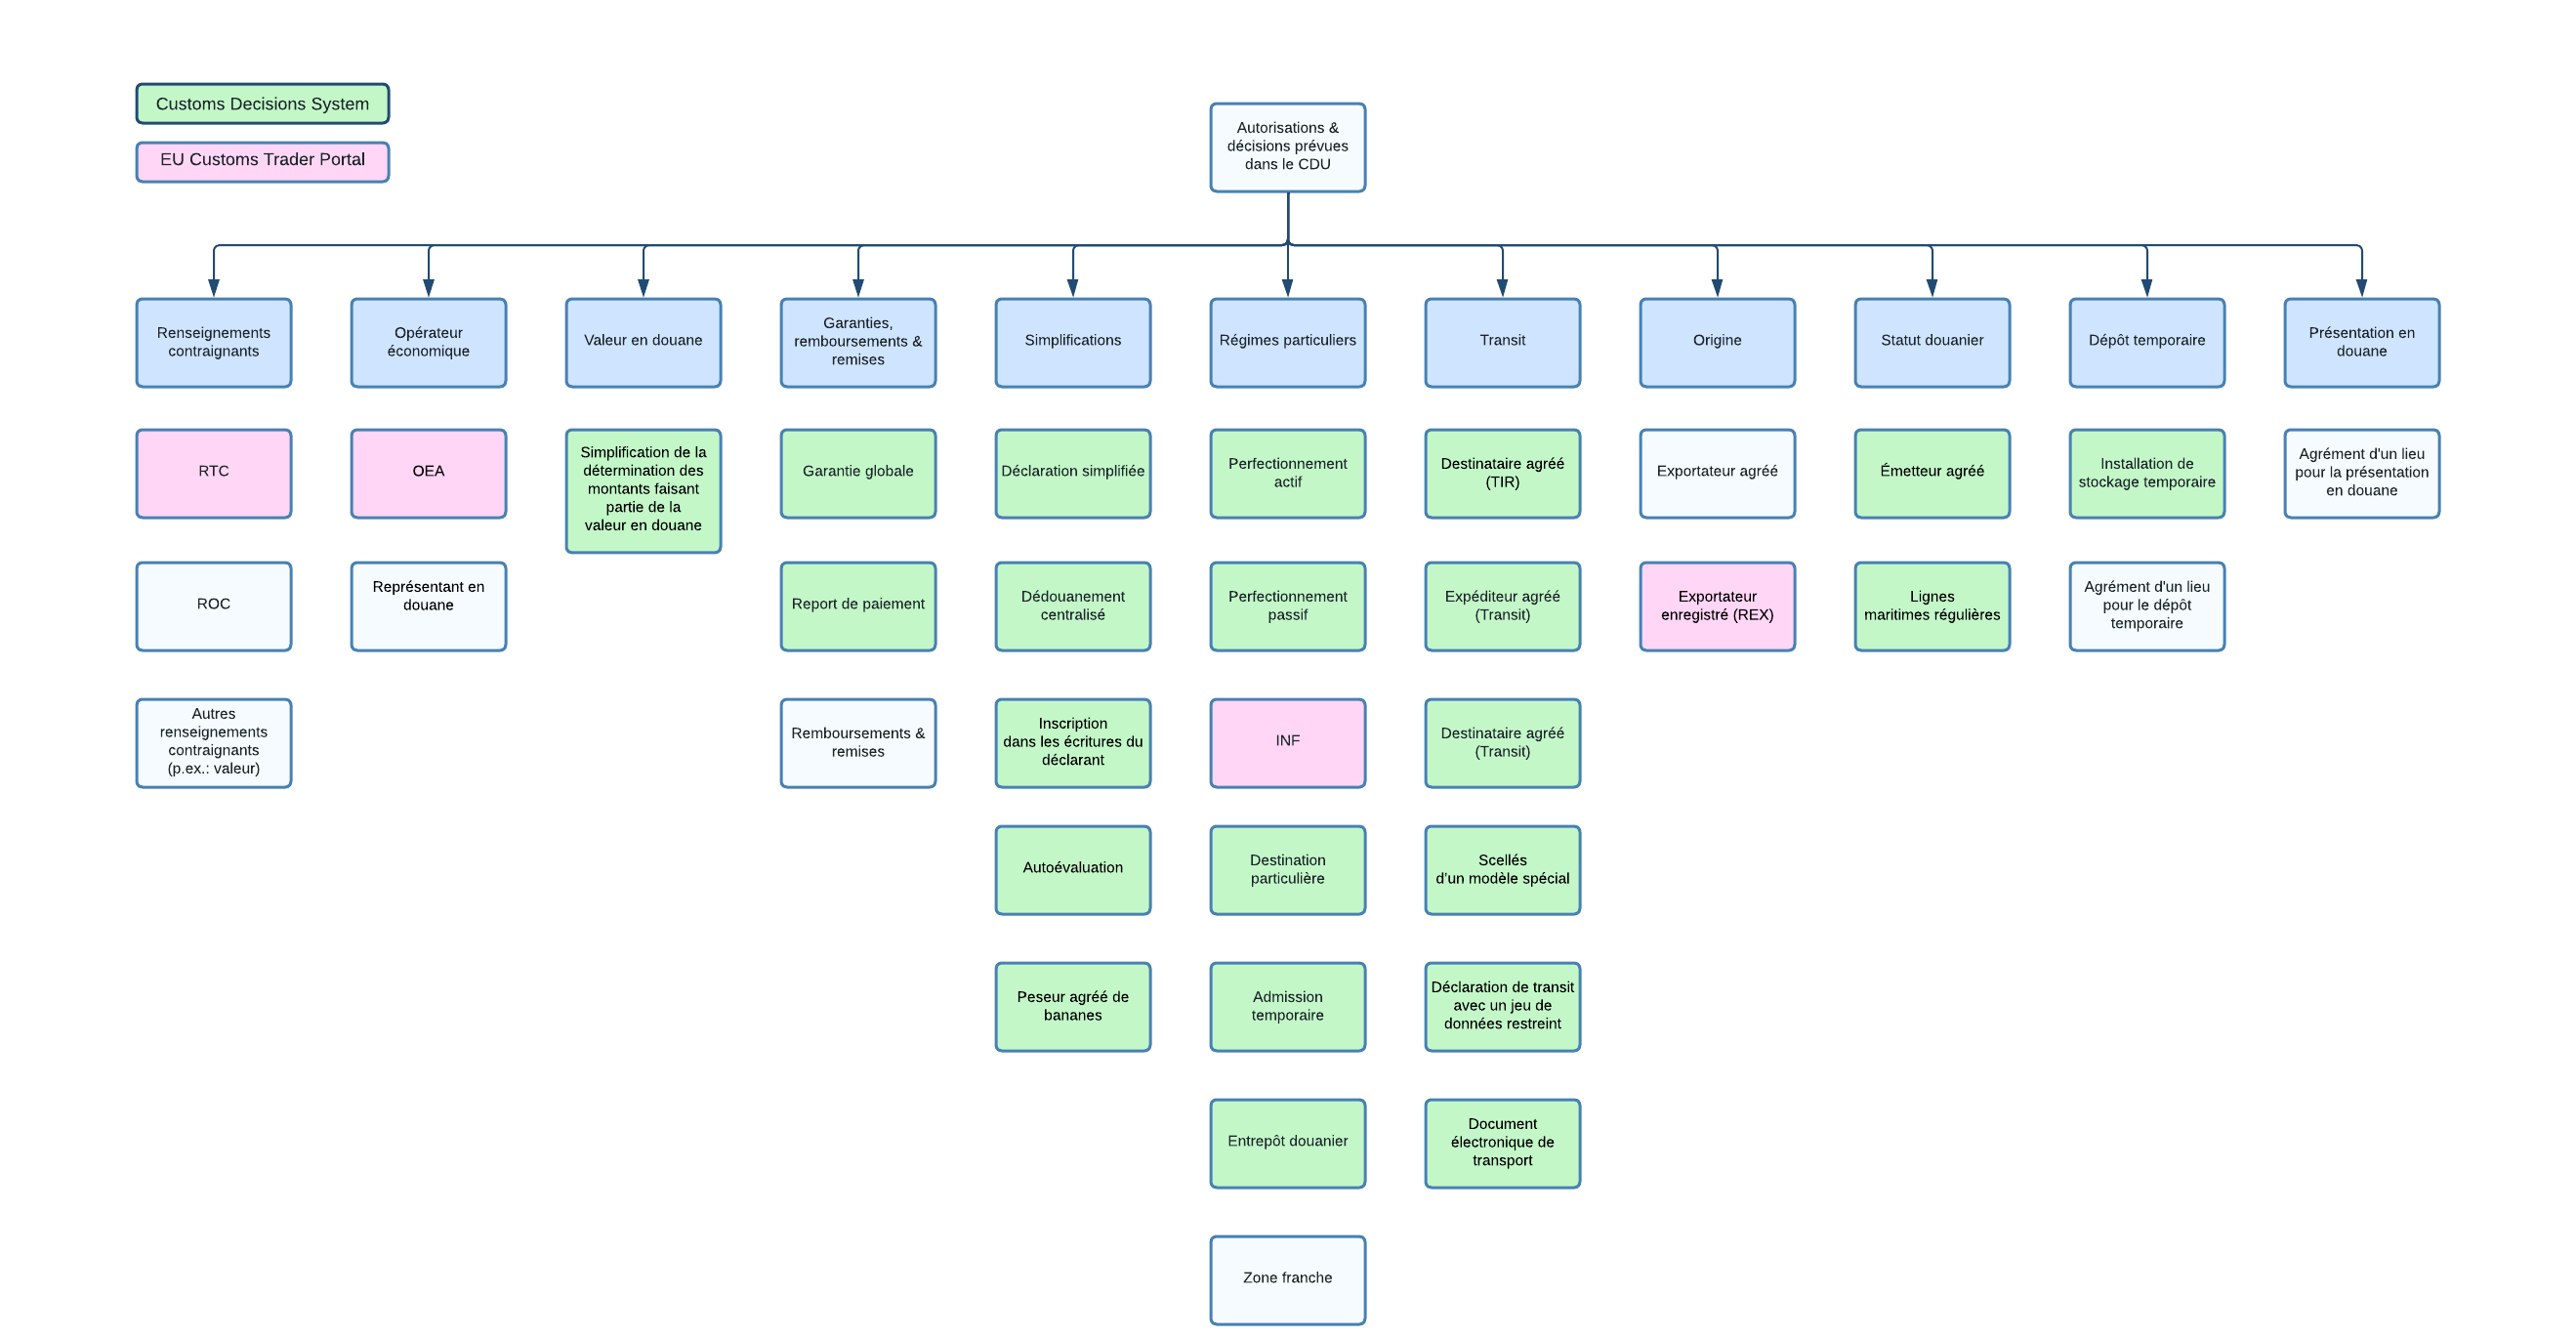 Customs Decisions System
EU Customs Trader Portal
Autorisations &
décisions prévues
dans le CDU
Renseignements
contraignants
Opérateur
économique
Valeur en douane
Garanties,
remboursements &
remises
Simplifications
Régimes particuliers
Transit
Origine
Statut douanier
Dépôt temporaire
Présentation en
douane
RTC
OEA
Simplification de la
détermination des
montants faisant
partie de la
valeur en douane
Garantie globale
Déclaration simplifiée
Perfectionnement
actif
Destinataire agréé
(TIR)
Exportateur agréé
Émetteur agréé
Installation de
stockage temporaire
Agrément d'un lieu
pour la présentation
en douane
ROC
Représentant en
douane
Report de paiement
Dédouanement
centralisé
Perfectionnement
passif
Expéditeur agréé
(Transit)
Exportateur
enregistré (REX)
Lignes
maritimes régulières
Agrément d'un lieu
pour le dépôt
temporaire
Autres
renseignements
contraignants
(p.ex.: valeur)
Remboursements &
remises
Inscription
dans les écritures du
déclarant
INF
Destinataire agréé
(Transit)
Autoévaluation
Destination
particulière
Scellés
d’un modèle spécial
Peseur agréé de
bananes
Admission
temporaire
Déclaration de transit
avec un jeu de
données restreint
Entrepôt douanier
Document
électronique de
transport
Zone franche